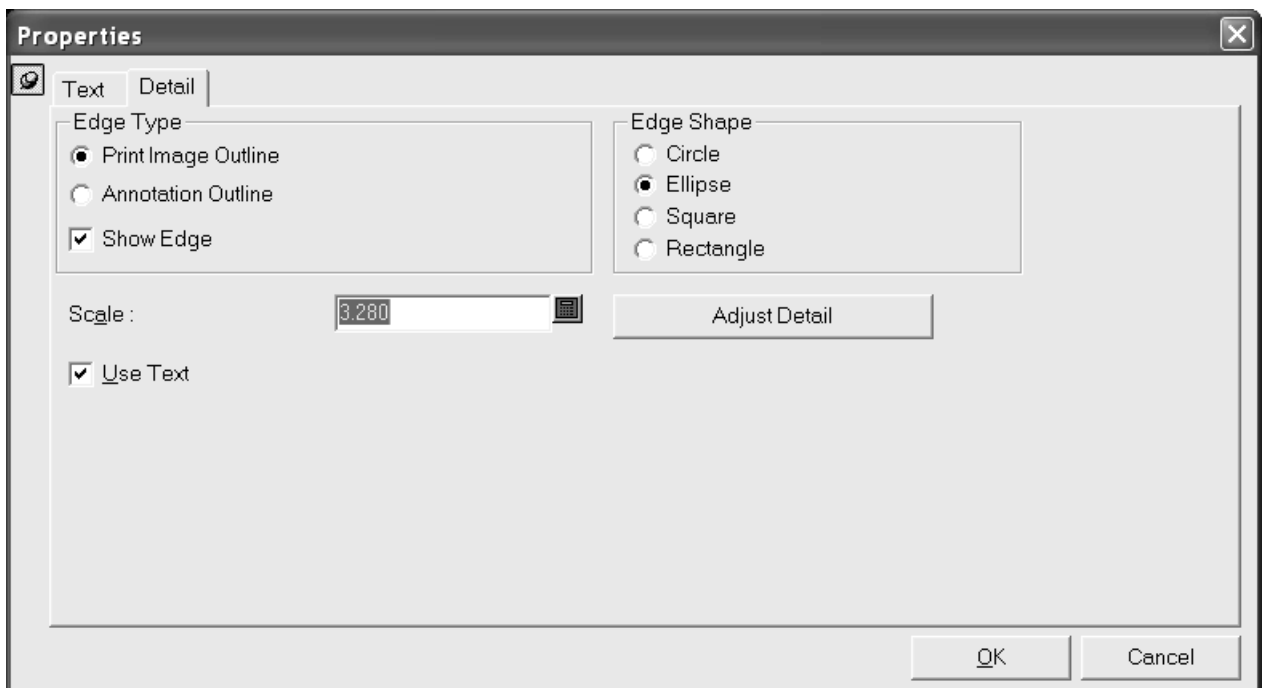 Properties
Text Detail
Edge Type
Print Image Outline
Annotation Outline
Show Edge
Edge Shape
Circle
Ellipse
Square
Rectangle
Scale : 3.280
Adjust Detail
Use Text
OK Cancel